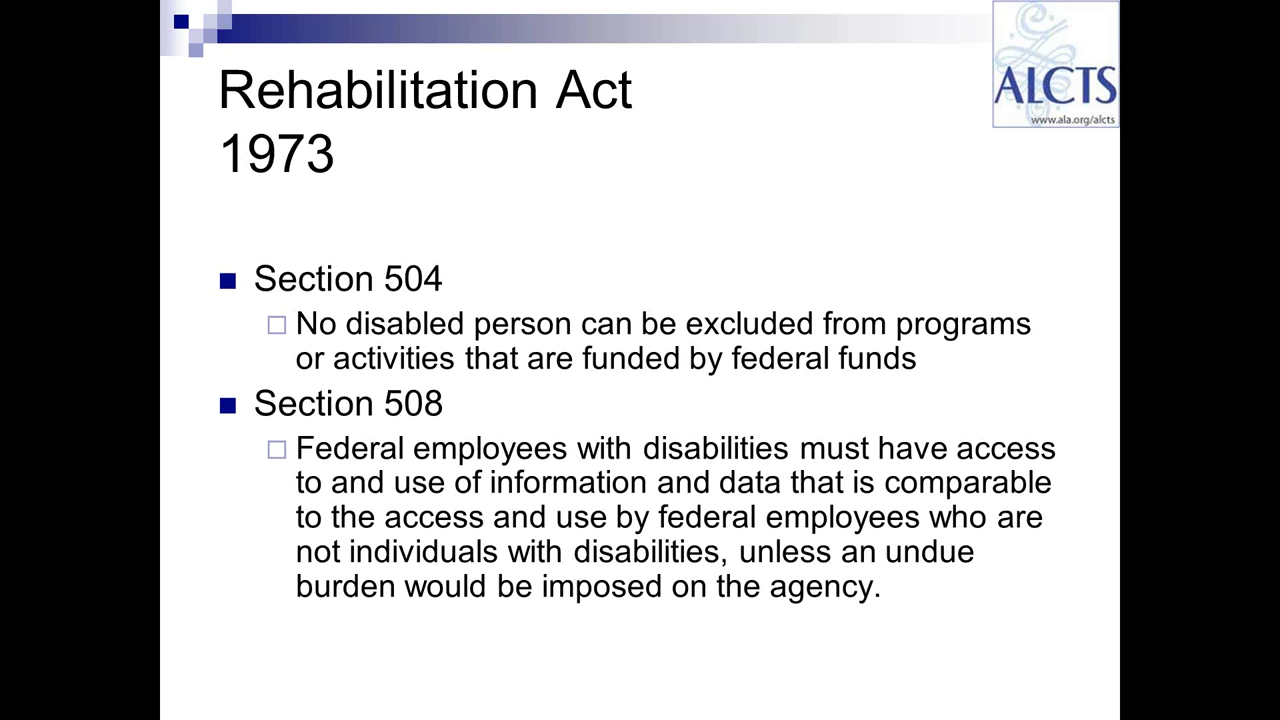 ALCTS
www.ala.org/alcts
Rehabilitation Act
1973
Section 504
No disabled person can be excluded from programs
or activities that are funded by federal funds
Section 508
Federal employees with disabilities must have access
to and use of information and data that is comparable
to the access and use by federal employees who are
not individuals with disabilities, unless an undue
burden would be imposed on the agency.